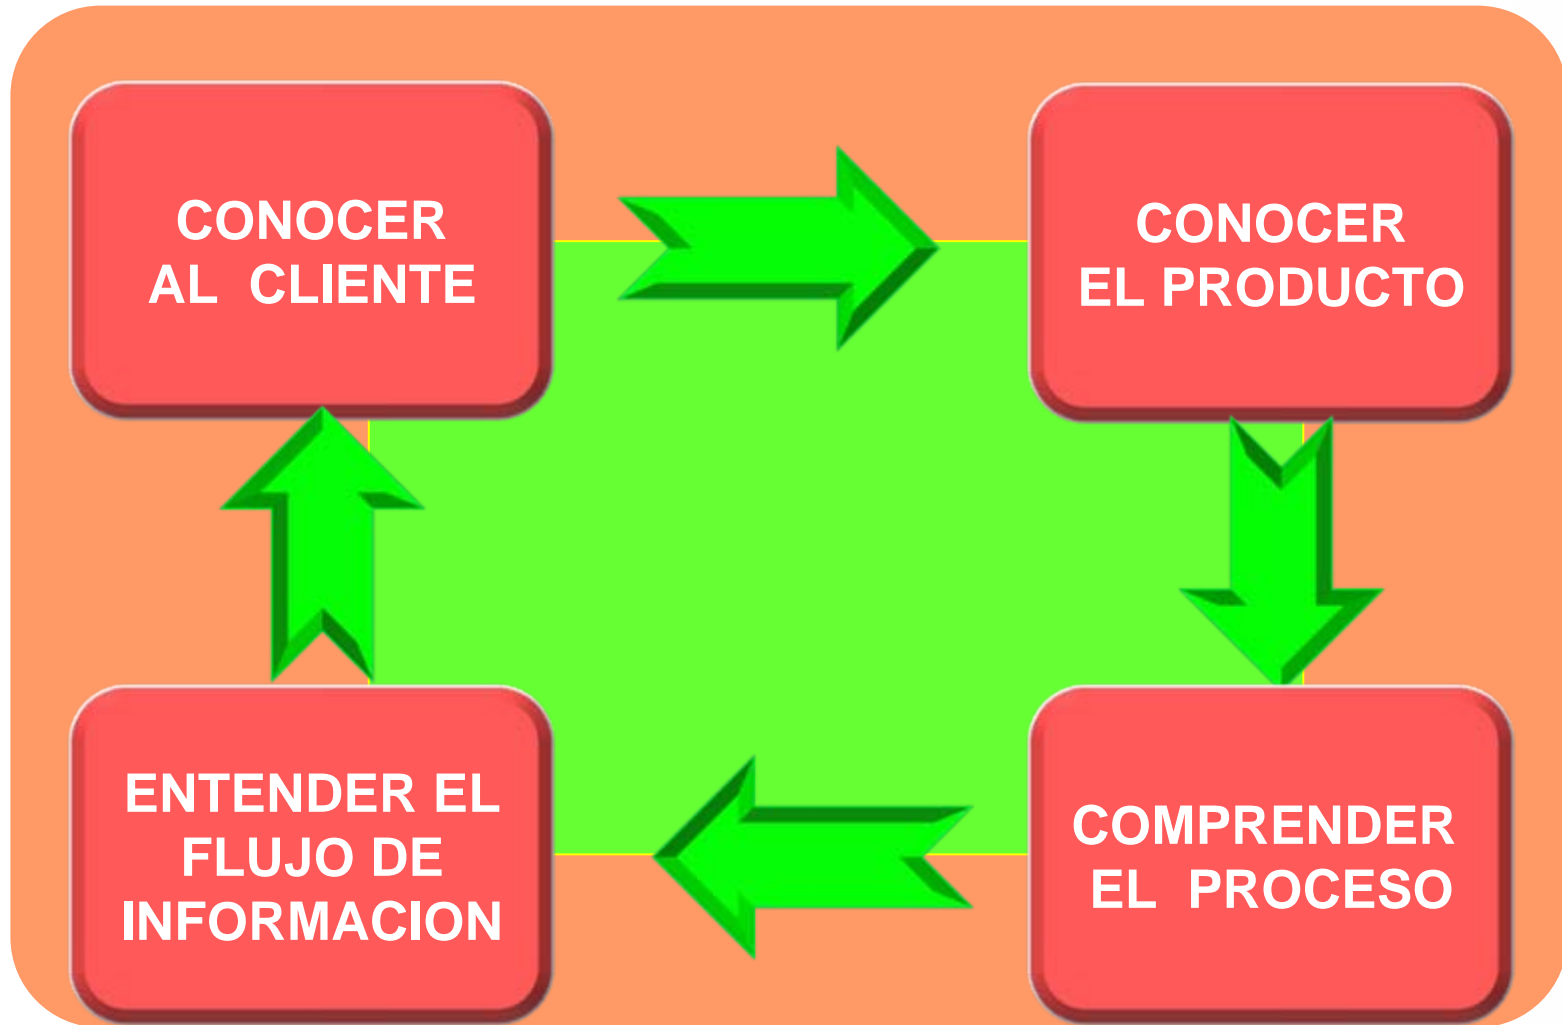 CONOCER
AL CLIENTE
CONOCER
EL PRODUCTO
ENTENDER EL
FLUJO DE
INFORMACION
COMPRENDER
EL PROCESO